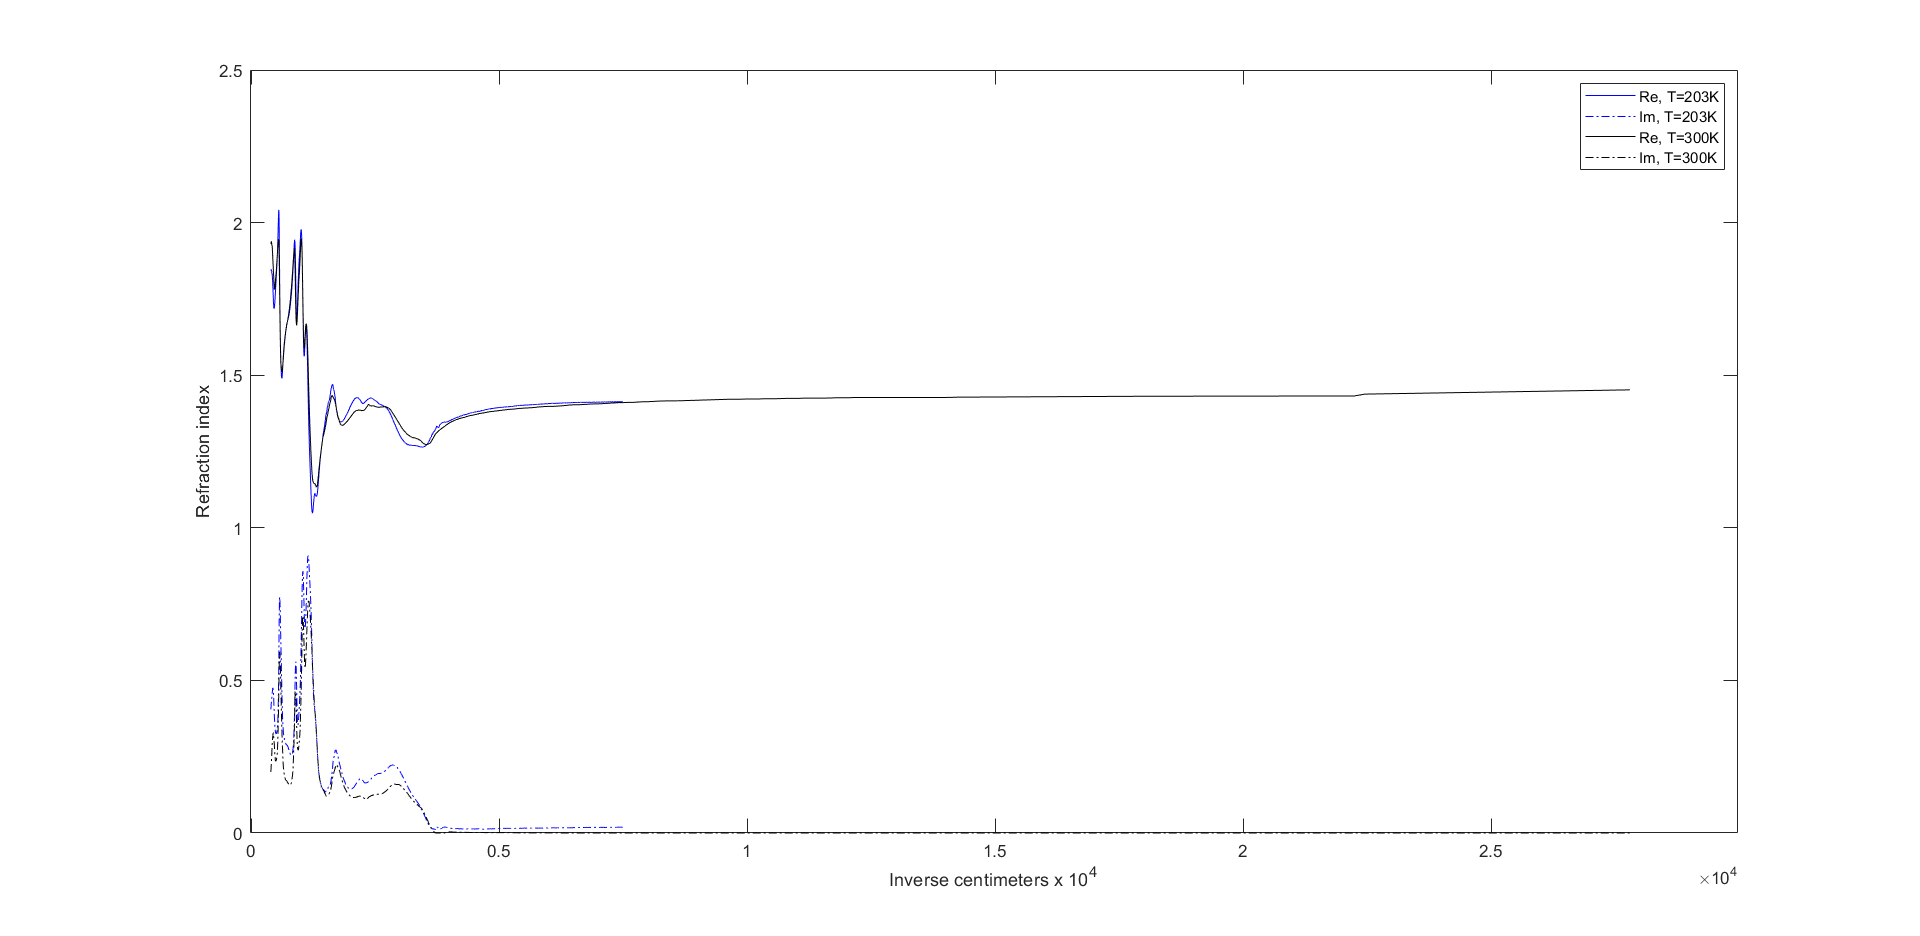 2.5
2
1.5
1
0.5
0
Refraction index
Re, T=203K
Im, T=203K
Re, T=300K
Im, T=300K
0
0.5
1
1.5
2
2.5
Inverse centimeters x 10^4
×10^4